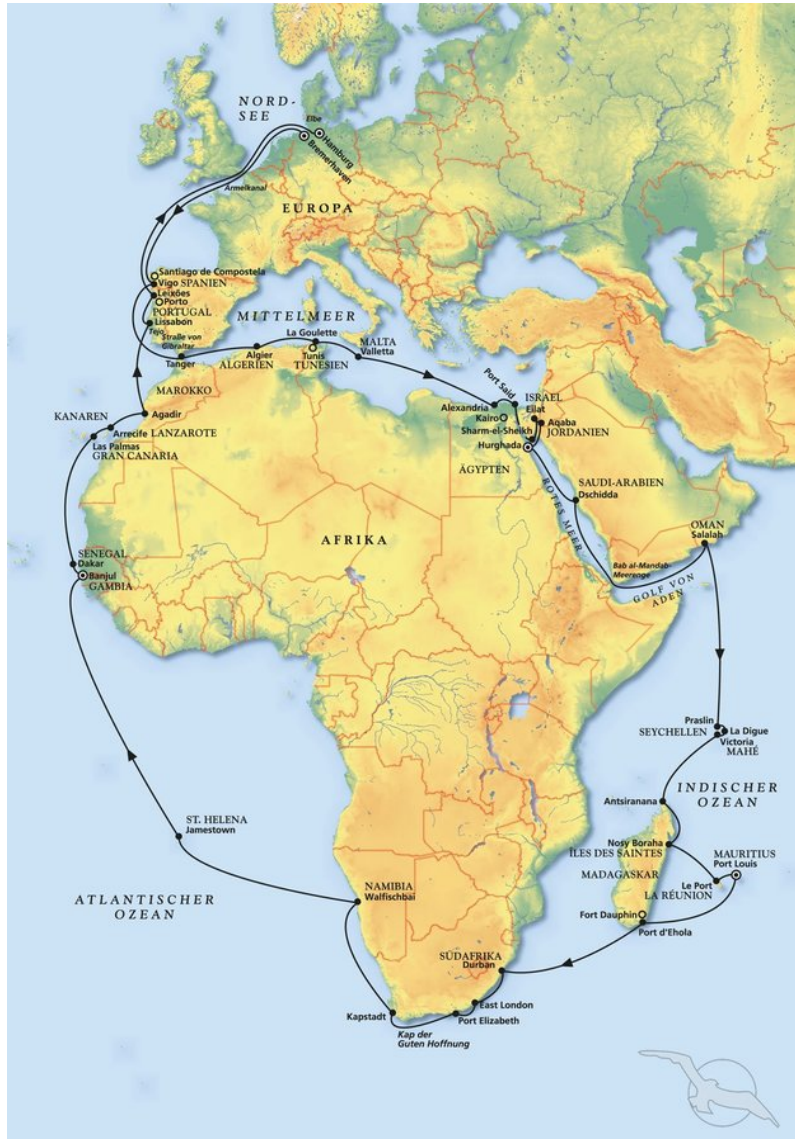 NORD-
SEE
Elbe
Hamburg
Bremerhaven
Ärmelkanal
EUROPA
Santiago de Compostela
Vigo SPANIEN
Leixões
Porto
PORTUGAL
Lissabon
Tejo
Straße von
Gibraltar
MITTELMEER
La Goulette
Tanger
Algier
ALGERIEN
Tunis
TUNESIEN
MALTA
Valletta
MAROKKO
Agadir
KANAREN
Arrecife LANZAROTE
Las Palmas
GRAN CANARIA
Port Said
Alexandria
Kairo
ISRAEL
Eilat
Aqaba
JORDANIEN
Sharm-el-Sheikh
Hurghada
ÄGYPTEN
ROTES MEER
SAUDI-ARABIEN
Dschidda
OMAN
Salalah
Bab al-Mandab-
Meerenge
GOLF VON
ADEN
AFRIKA
SENEGAL
Dakar
Banjul
GAMBIA
Praslin
La Digue
SEYCHELLEN
Victoria
MAHÉ
INDISCHER
OZEAN
Antsiranana
Nosy Boraha
ÎLES DES SAINTES
MADAGASKAR
MAURITIUS
Port Louis
Le Port
LA RÉUNION
Fort Dauphin
Port d'Ehola
ST. HELENA
Jamestown
ATLANTISCHER
OZEAN
NAMIBIA
Walfischbai
SÜDAFRIKA
Durban
East London
Port Elizabeth
Kapstadt
Kap der
Guten Hoffnung